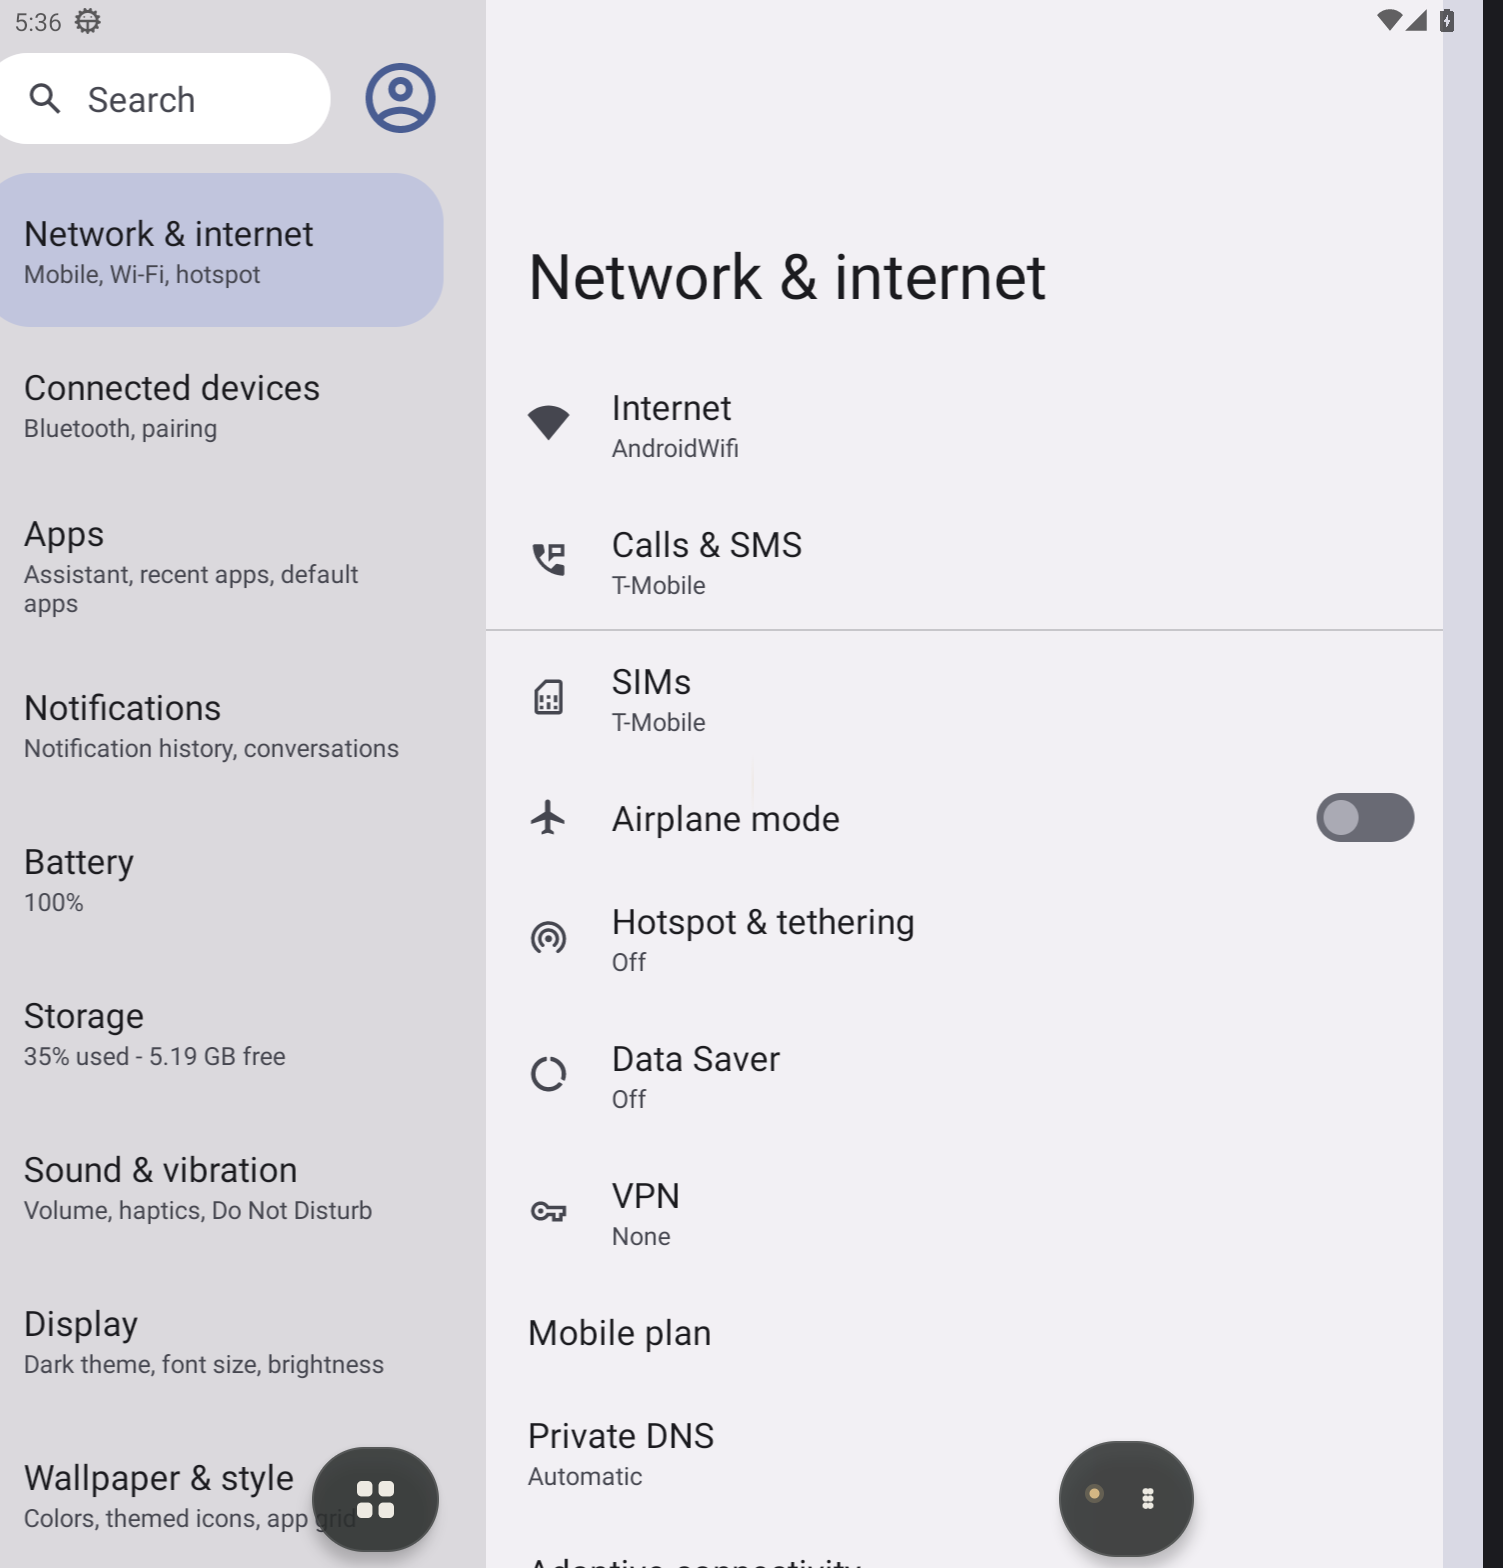 5:36
Search
Network & internet
Mobile, Wi-Fi, hotspot
Connected devices
Bluetooth, pairing
Apps
Assistant, recent apps, default
apps
Notifications
Notification history, conversations
Battery
100%
Storage
35% used - 5.19 GB free
Sound & vibration
Volume, haptics, Do Not Disturb
Display
Dark theme, font size, brightness
Wallpaper & style
Colors, themed icons, app grid
Network & internet
Internet
AndroidWifi
Calls & SMS
T-Mobile
SIMs
T-Mobile
Airplane mode
Hotspot & tethering
Off
Data Saver
Off
VPN
None
Mobile plan
Private DNS
Automatic
Adaptive connectivity